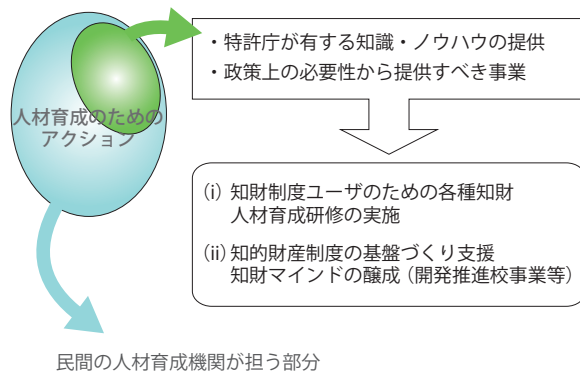 ・特許庁が有する知識・ノウハウの提供
・政策上の必要性から提供すべき事業
人材育成のための
アクション
(i) 知財制度ユーザのための各種知財
人材育成研修の実施
(ii) 知的財産制度の基盤づくり支援
知財マインドの醸成（開発推進校事業等）
民間の人材育成機関が担う部分